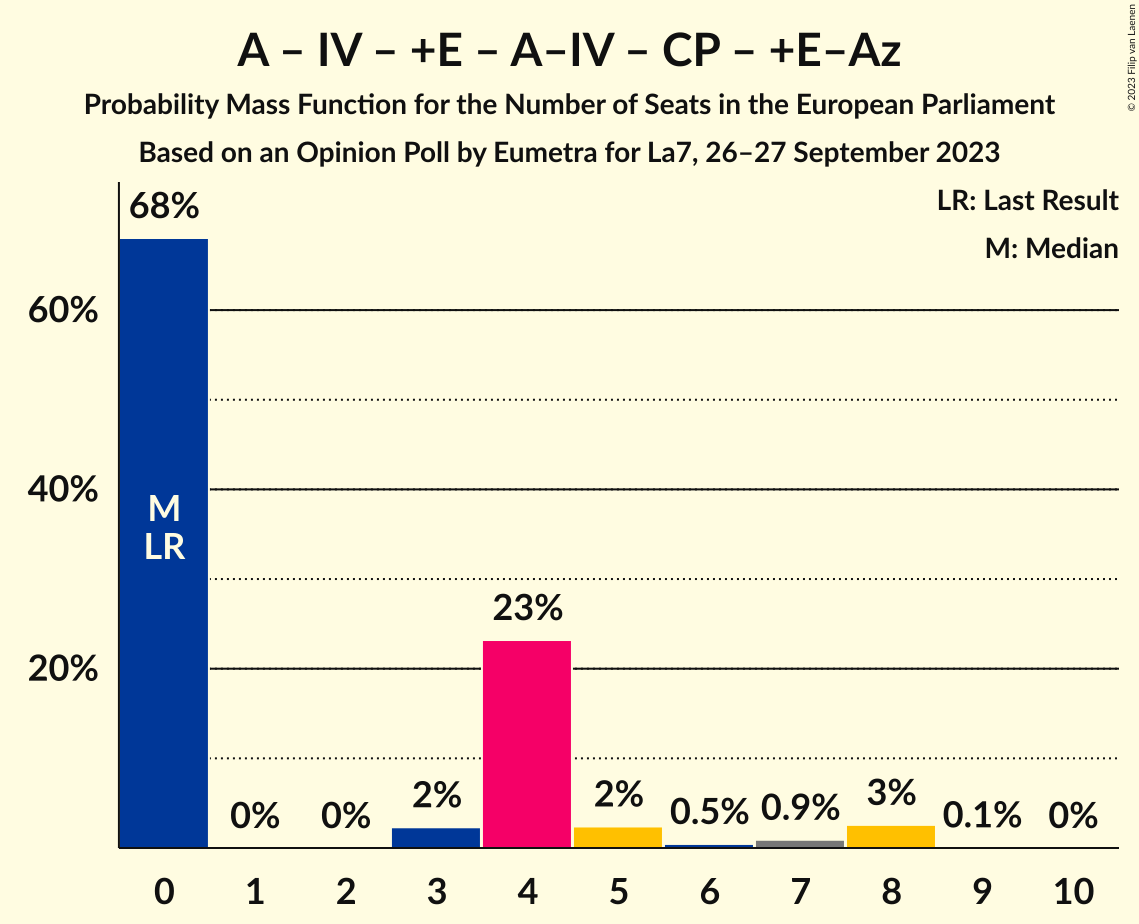 A – IV – +E – A–IV – CP – +E–Az
Probability Mass Function for the Number of Seats in the European Parliament
Based on an Opinion Poll by Eumetra for La7, 26–27 September 2023
© 2023 Filip van Laenen
LR: Last Result
M: Median
68%
60%
40%
20%
M
LR
0%
0%
2%
23%
2%
0.5%
0.9%
3%
0.1%
0%
0 1 2 3 4 5 6 7 8 9 10